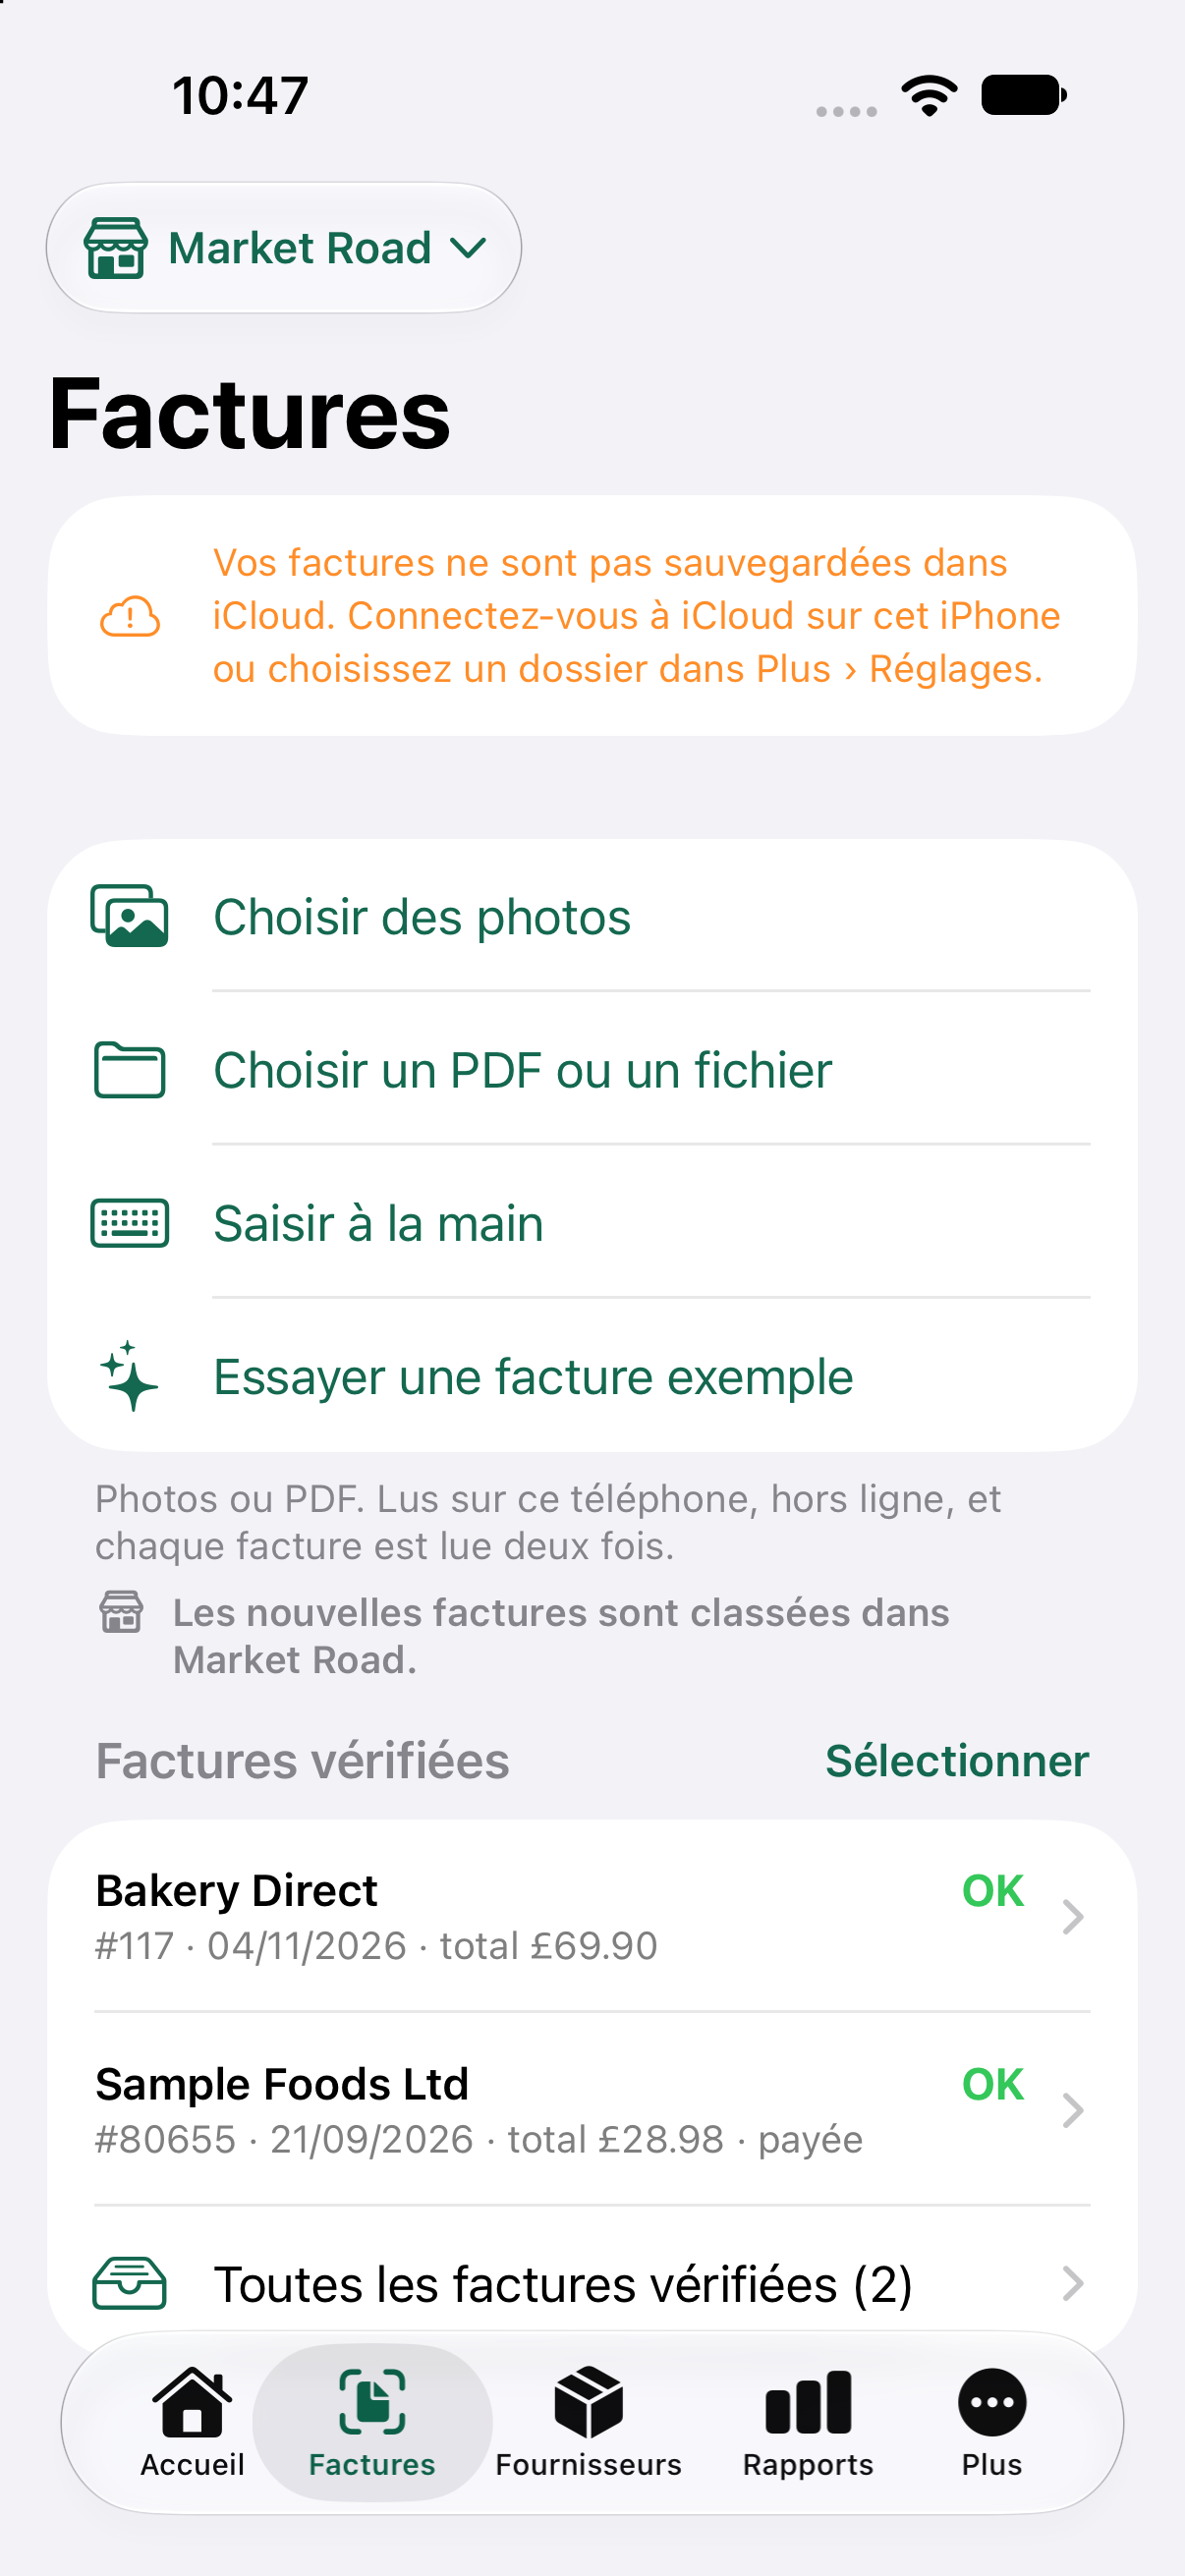 10:47
Market Road
Factures
Vos factures ne sont pas sauvegardées dans
iCloud. Connectez-vous à iCloud sur cet iPhone
ou choisissez un dossier dans Plus › Réglages.
Choisir des photos
Choisir un PDF ou un fichier
Saisir à la main
Essayer une facture exemple
Photos ou PDF. Lus sur ce téléphone, hors ligne, et
chaque facture est lue deux fois.
Les nouvelles factures sont classées dans
Market Road.
Factures vérifiées Sélectionner
Bakery Direct OK
#117 · 04/11/2026 · total £69.90
Sample Foods Ltd OK
#80655 · 21/09/2026 · total £28.98 · payée
Toutes les factures vérifiées (2)
Accueil Factures Fournisseurs Rapports Plus